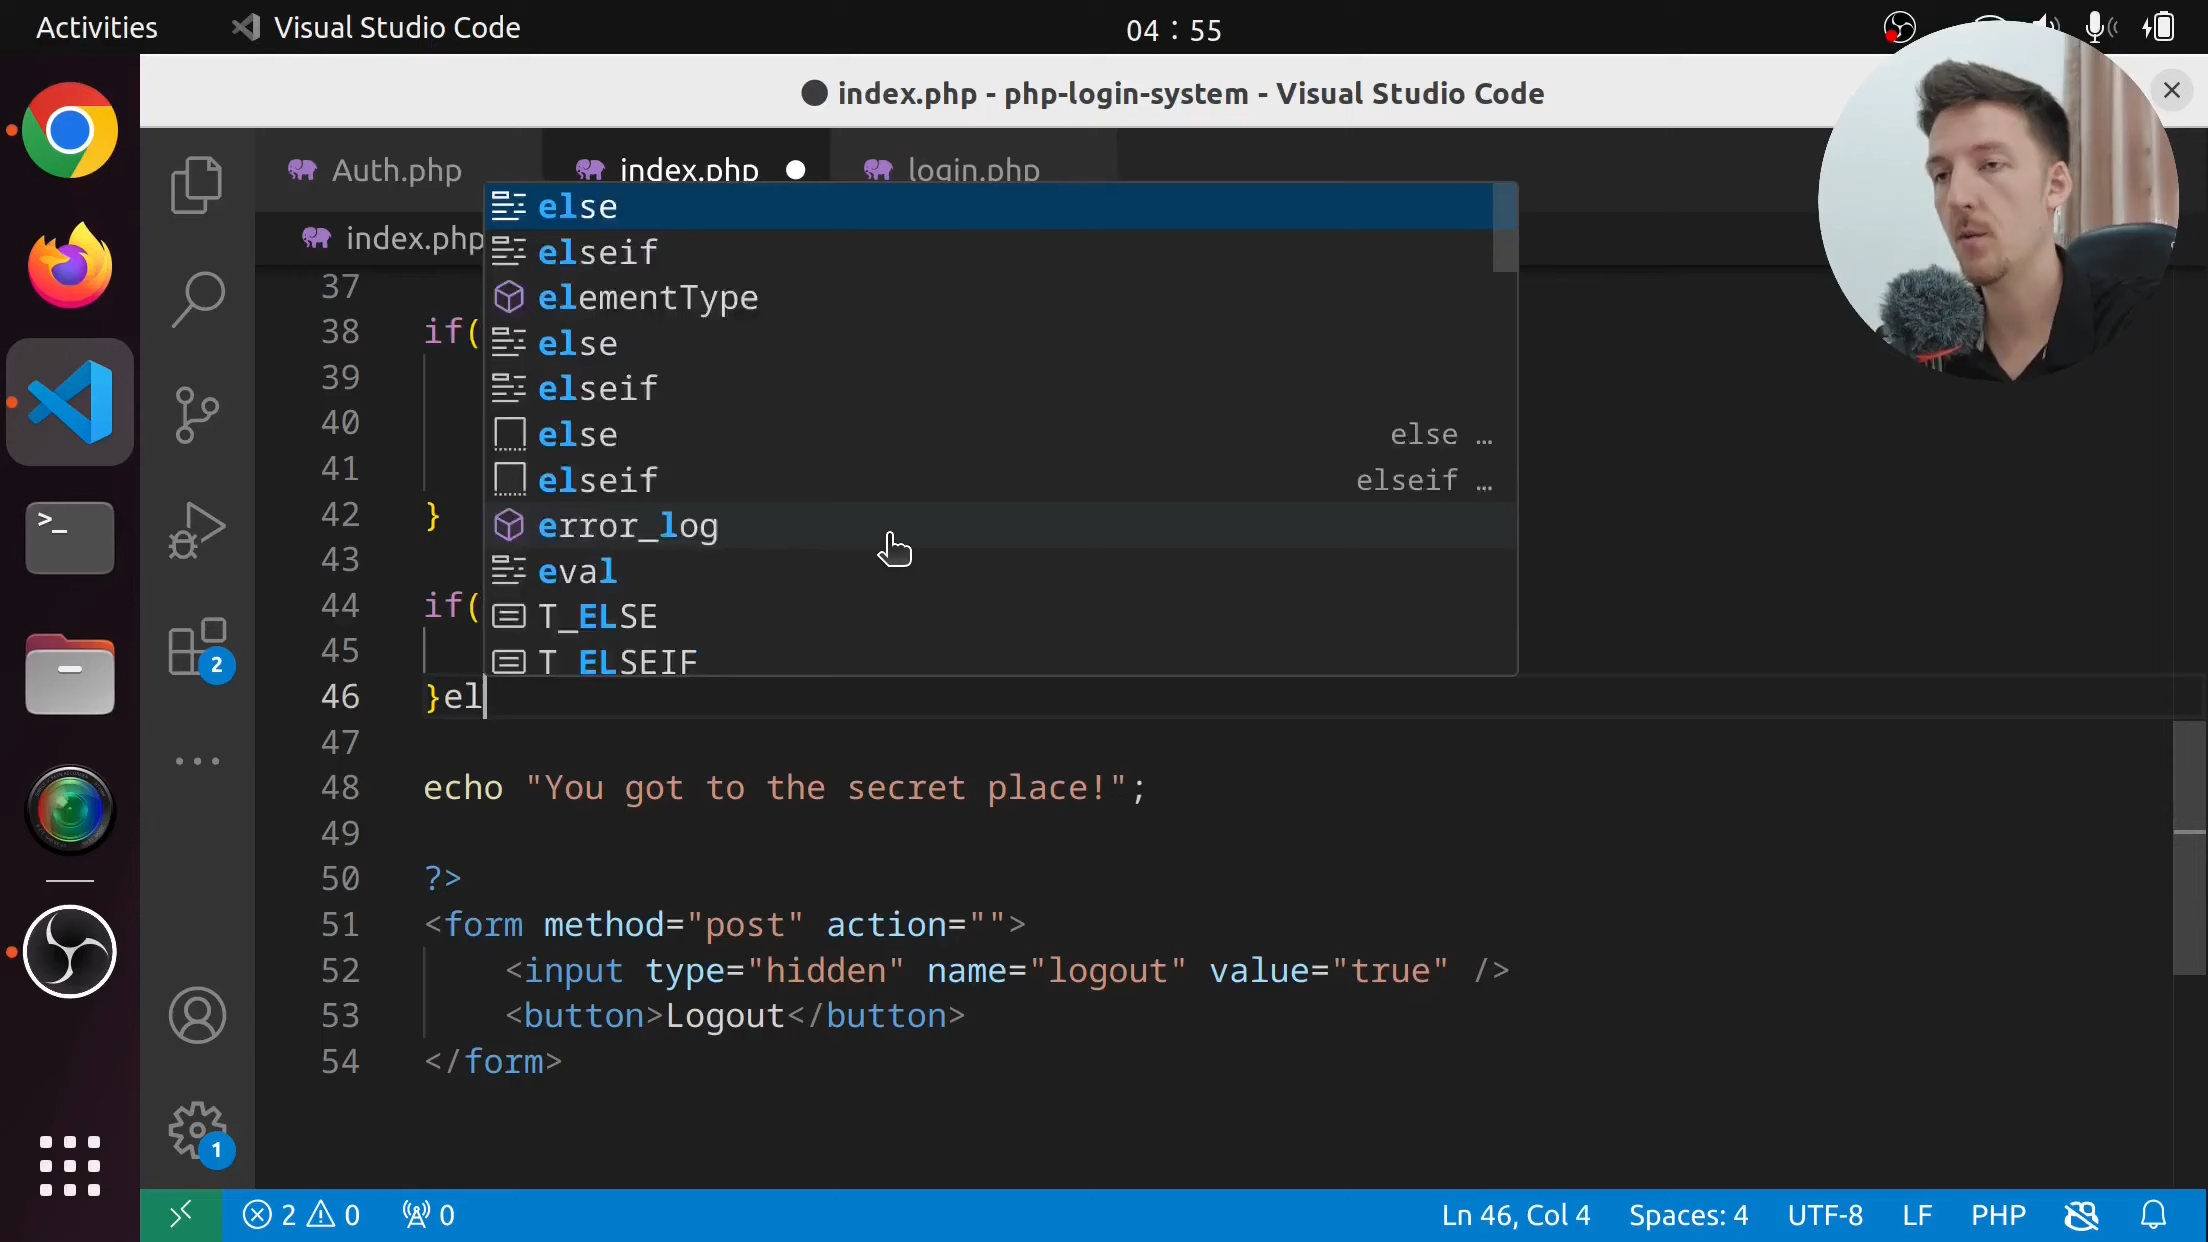 Activities
Visual Studio Code
04 : 55
index.php - php-login-system - Visual Studio Code
Auth.php
index.php
login.php
index.php
else
elseif
elementType
else
elseif
else else …
elseif elseif …
error_log
eval
T_ELSE
T_ELSEIF
37
38 if(
39
40
41
42 }
43
44 if(
45
46 }el
47
48 echo "You got to the secret place!";
49
50 ?>
51 <form method="post" action="">
52 <input type="hidden" name="logout" value="true" />
53 <button>Logout</button>
54 </form>
2
1
>_
2 0 0
Ln 46, Col 4
Spaces: 4
UTF-8
LF
PHP